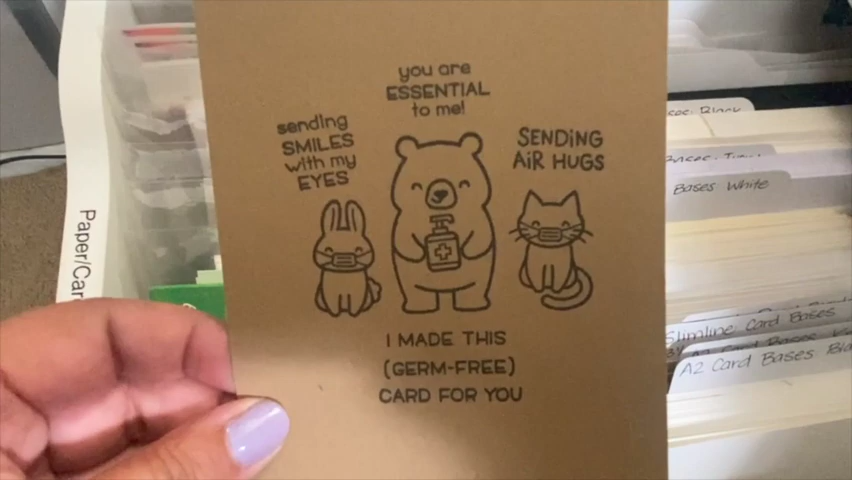 you are
ESSENTIAL
to me!
sending
SMILES
with my
EYES
SENDING
AIR HUGS
I MADE THIS
(GERM-FREE)
CARD FOR YOU
Paper/Car
Bases White
Slimline Card Bases
A2 Card Bases